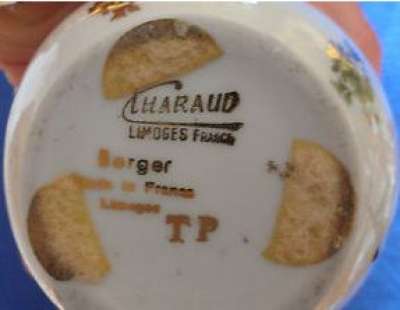 CHARAUD
LIMOGES FRANCE
Berger
Made in France
Limoges
TP